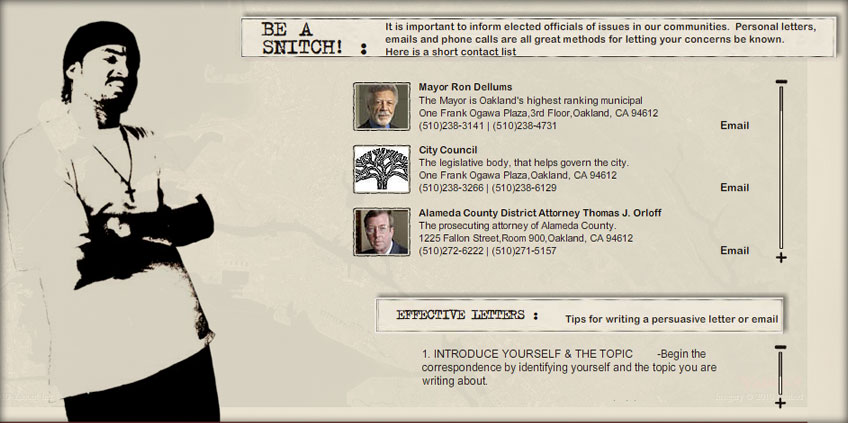 BE A
SNITCH! :
It is important to inform elected officials of issues in our communities. Personal letters,
emails and phone calls are all great methods for letting your concerns be known.
Here is a short contact list
Mayor Ron Dellums
The Mayor is Oakland's highest ranking municipal
One Frank Ogawa Plaza,3rd Floor,Oakland, CA 94612
(510)238-3141 | (510)238-4731
Email
City Council
The legislative body, that helps govern the city.
One Frank Ogawa Plaza,Oakland, CA 94612
(510)238-3266 | (510)238-6129
Email
Alameda County District Attorney Thomas J. Orloff
The prosecuting attorney of Alameda County.
1225 Fallon Street,Room 900,Oakland, CA 94612
(510)272-6222 | (510)271-5157
Email
EFFECTIVE LETTERS :
Tips for writing a persuasive letter or email
1. INTRODUCE YOURSELF & THE TOPIC -Begin the
correspondence by identifying yourself and the topic you are
writing about.